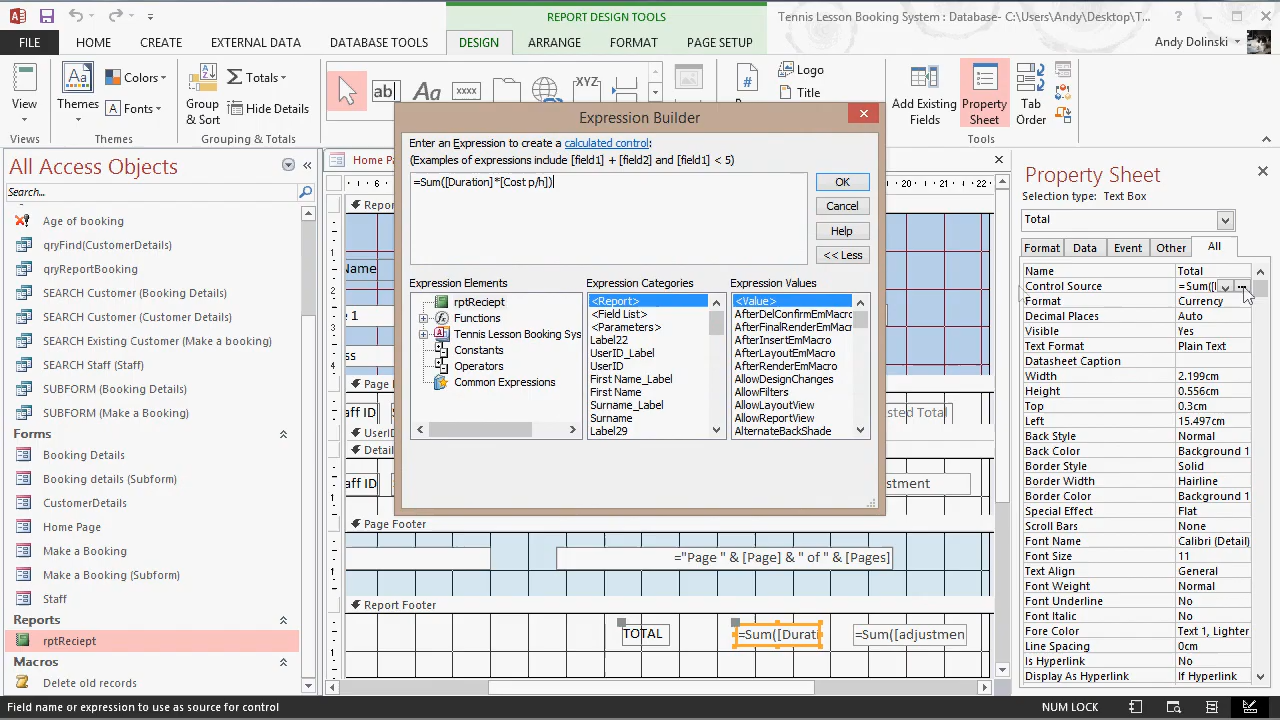 REPORT DESIGN TOOLS
Tennis Lesson Booking System : Database- C:\Users\Andy\Desktop\T...
FILE HOME CREATE EXTERNAL DATA DATABASE TOOLS DESIGN ARRANGE FORMAT PAGE SETUP
Andy Dolinski
View
Views
Themes
Colors
Fonts
Themes
Group & Sort
Totals
Hide Details
Grouping & Totals
ab
Aa
xxxx
XYZ
Logo
Title
Add Existing Fields
Property Sheet
Tab Order
Tools
All Access Objects
Search...
Age of booking
qryFind(CustomerDetails)
qryReportBooking
SEARCH Customer (Booking Details)
SEARCH Customer (Customer Details)
SEARCH Existing Customer (Make a booking)
SEARCH Staff (Staff)
SUBFORM (Booking Details)
SUBFORM (Make a Booking)
Forms
Booking Details
Booking details (Subform)
CustomerDetails
Home Page
Make a Booking
Make a Booking (Subform)
Staff
Reports
rptReciept
Macros
Delete old records
Home Pa
Page Footer
="Page " & [Page] & " of " & [Pages]
Report Footer
TOTAL
=Sum([Durati
=Sum([adjustmen
Expression Builder
Enter an Expression to create a calculated control:
(Examples of expressions include [field1] + [field2] and [field1] < 5)
=Sum([Duration]*[Cost p/h])
OK
Cancel
Help
<< Less
Expression Elements
rptReciept
Functions
Tennis Lesson Booking Sys
Constants
Operators
Common Expressions
Expression Categories
<Report>
<Field List>
<Parameters>
Label22
UserID_Label
UserID
First Name_Label
First Name
Surname_Label
Surname
Label29
Expression Values
<Value>
AfterDelConfirmEmMacro
AfterFinalRenderEmMacr
AfterInsertEmMacro
AfterLayoutEmMacro
AfterRenderEmMacro
AllowDesignChanges
AllowFilters
AllowLayoutView
AllowReportView
AlternateBackShade
Property Sheet
Selection type: Text Box
Total
Format Data Event Other All
Name Total
Control Source =Sum([
Format Currency
Decimal Places Auto
Visible Yes
Text Format Plain Text
Datasheet Caption
Width 2.199cm
Height 0.556cm
Top 0.3cm
Left 15.497cm
Back Style Normal
Back Color Background 1
Border Style Solid
Border Width Hairline
Border Color Background 1
Special Effect Flat
Scroll Bars None
Font Name Calibri (Detail)
Font Size 11
Text Align General
Font Weight Normal
Font Underline No
Font Italic No
Fore Color Text 1, Lighter
Line Spacing 0cm
Is Hyperlink No
Display As Hyperlink If Hyperlink
Field name or expression to use as source for control
NUM LOCK